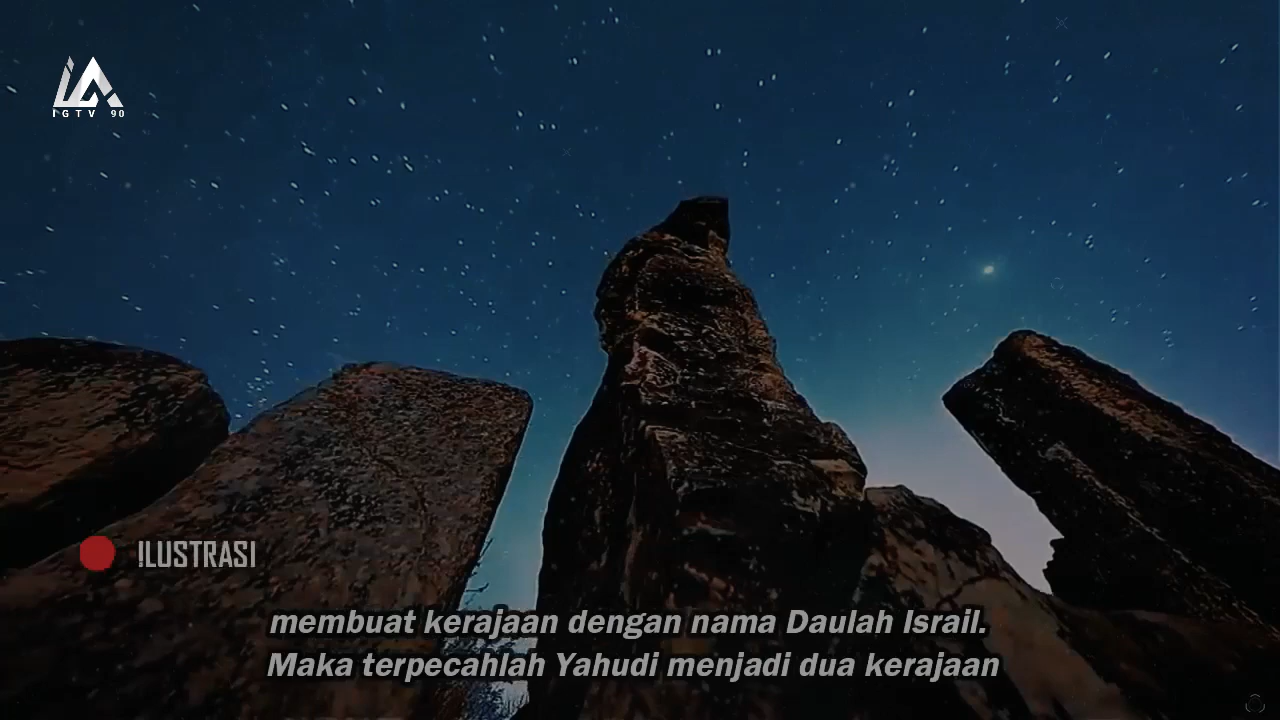 IGTV 90
ILUSTRASI
membuat kerajaan dengan nama Daulah Israil.
Maka terpecahlah Yahudi menjadi dua kerajaan